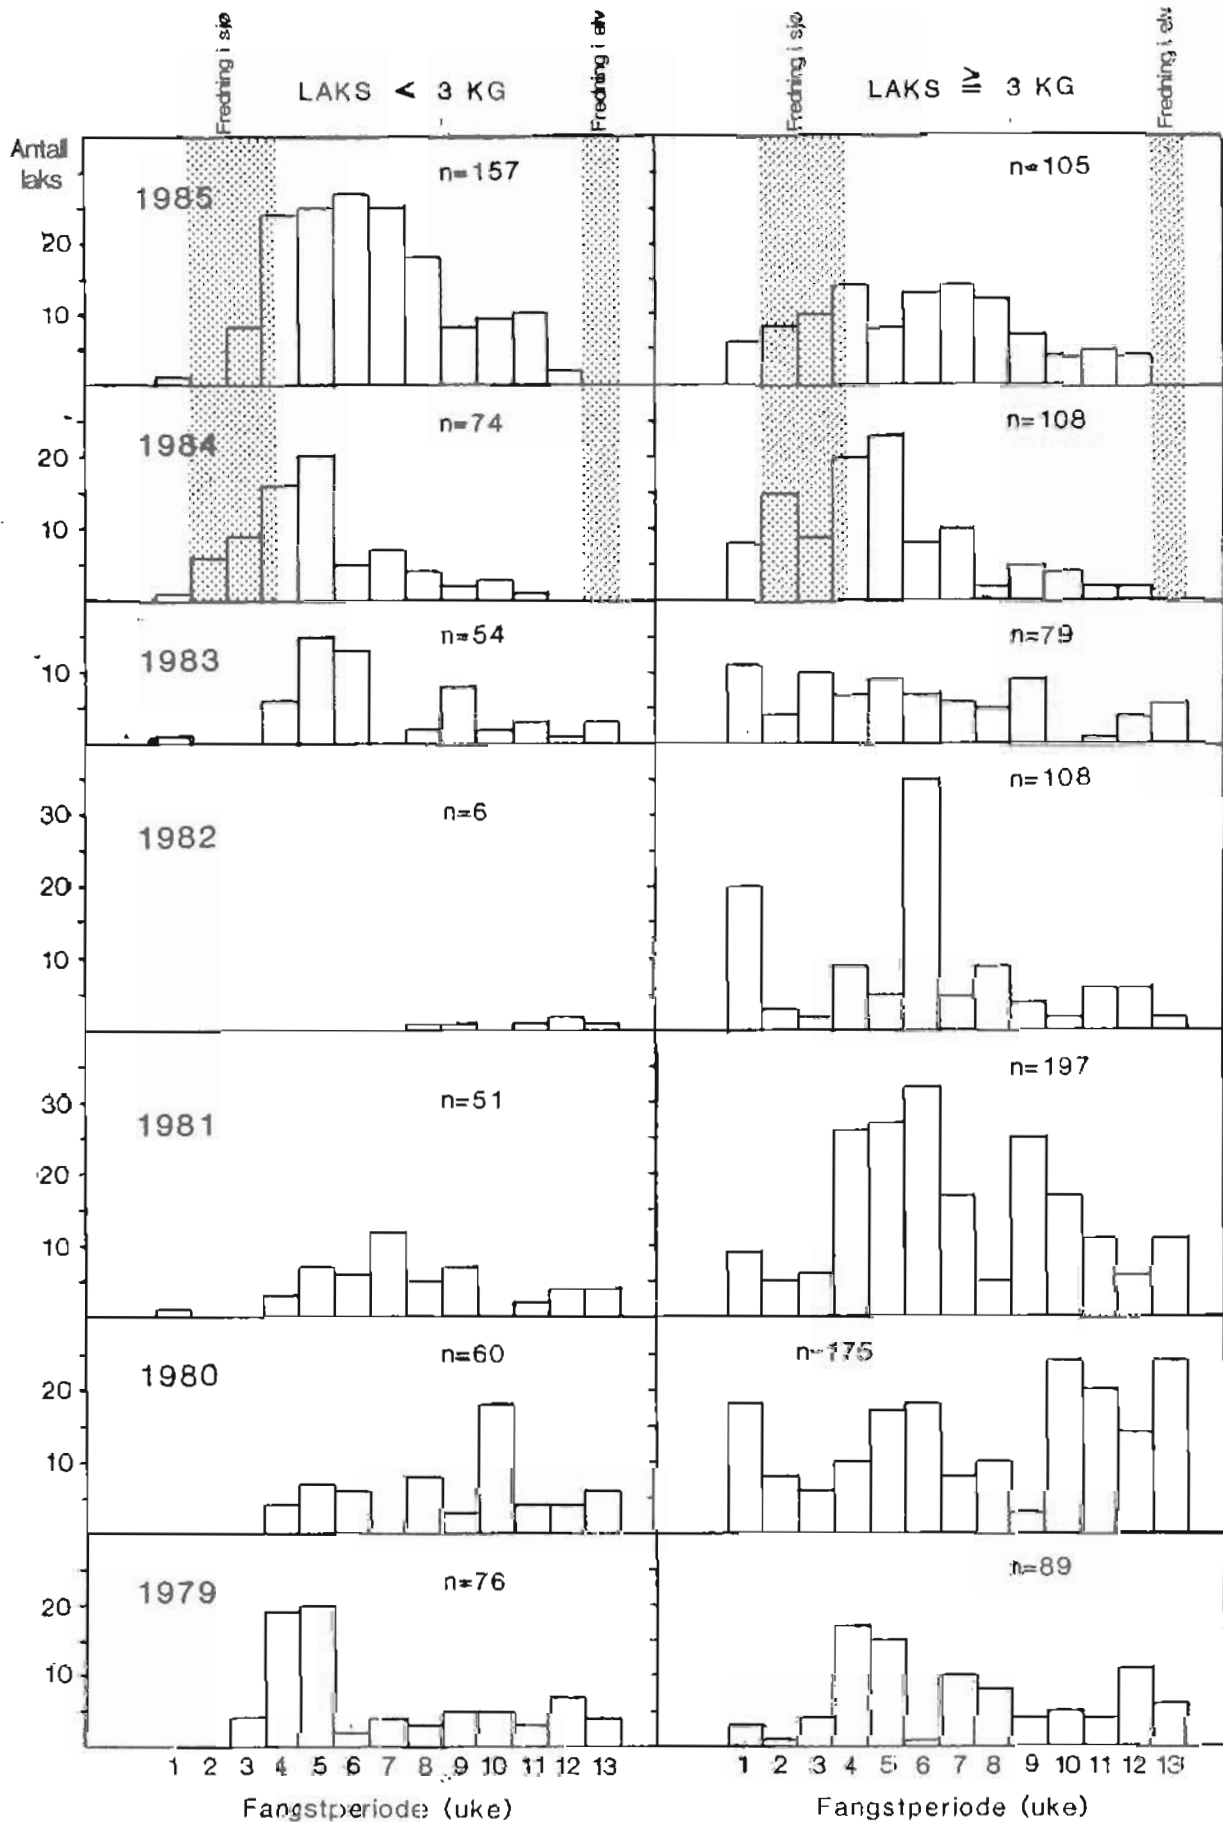 Fredning i sjø
Fredning i elv
Fredning i sjø
Fredning i elv
LAKS < 3 KG
LAKS ≧ 3 KG
Antall
laks
1985
n=157
n=105
20
10
1984
n=74
n=108
20
10
1983
n=54
n=79
10
1982
n=6
n=108
30
20
10
1981
n=51
n=197
30
20
10
1980
n=60
n=175
20
10
1979
n=76
n=89
20
10
1 2 3 4 5 6 7 8 9 10 11 12 13
1 2 3 4 5 6 7 8 9 10 11 12 13
Fangstperiode (uke)
Fangstperiode (uke)